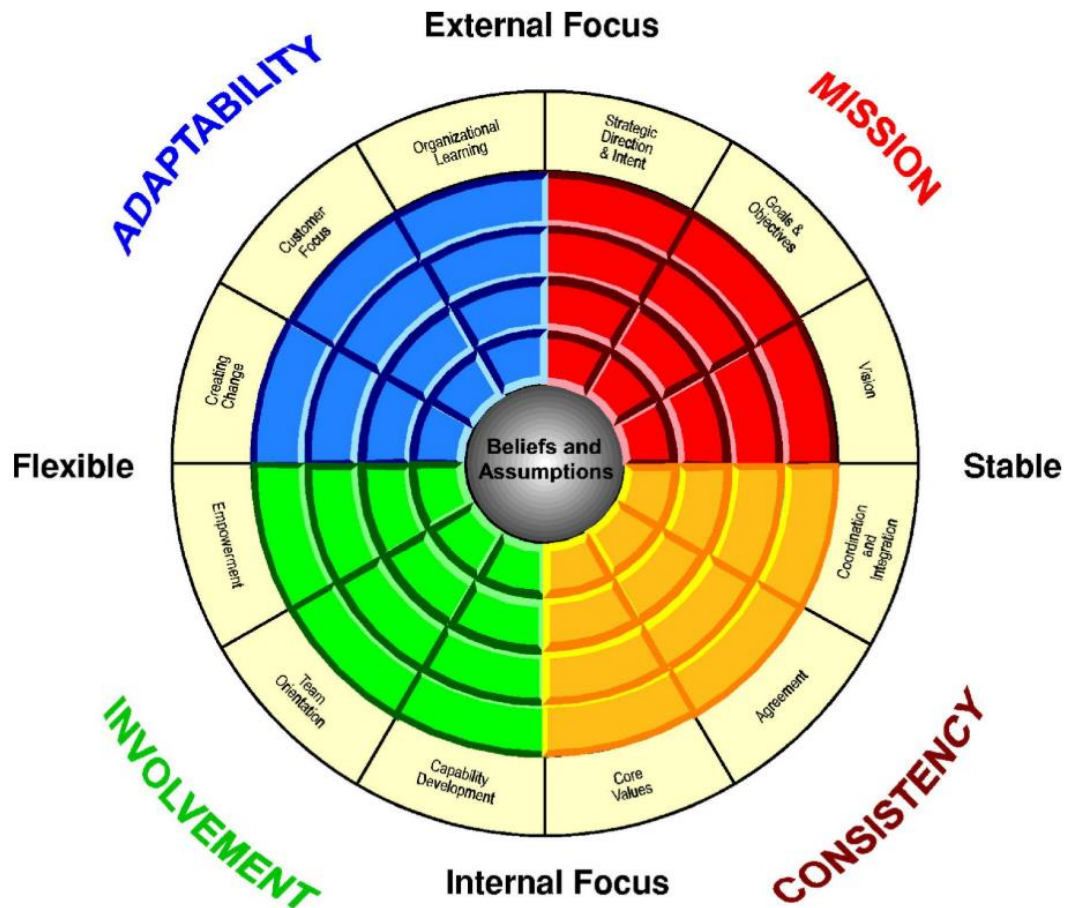 External Focus
ADAPTABILITY
MISSION
Organizational
Learning
Strategic
Direction
& Intent
Customer
Focus
Goals &
Objectives
Creating
Change
Vision
Flexible
Beliefs and
Assumptions
Stable
Empowerment
Coordination
and
Integration
Team
Orientation
Agreement
Capability
Development
Core
Values
INVOLVEMENT
CONSISTENCY
Internal Focus